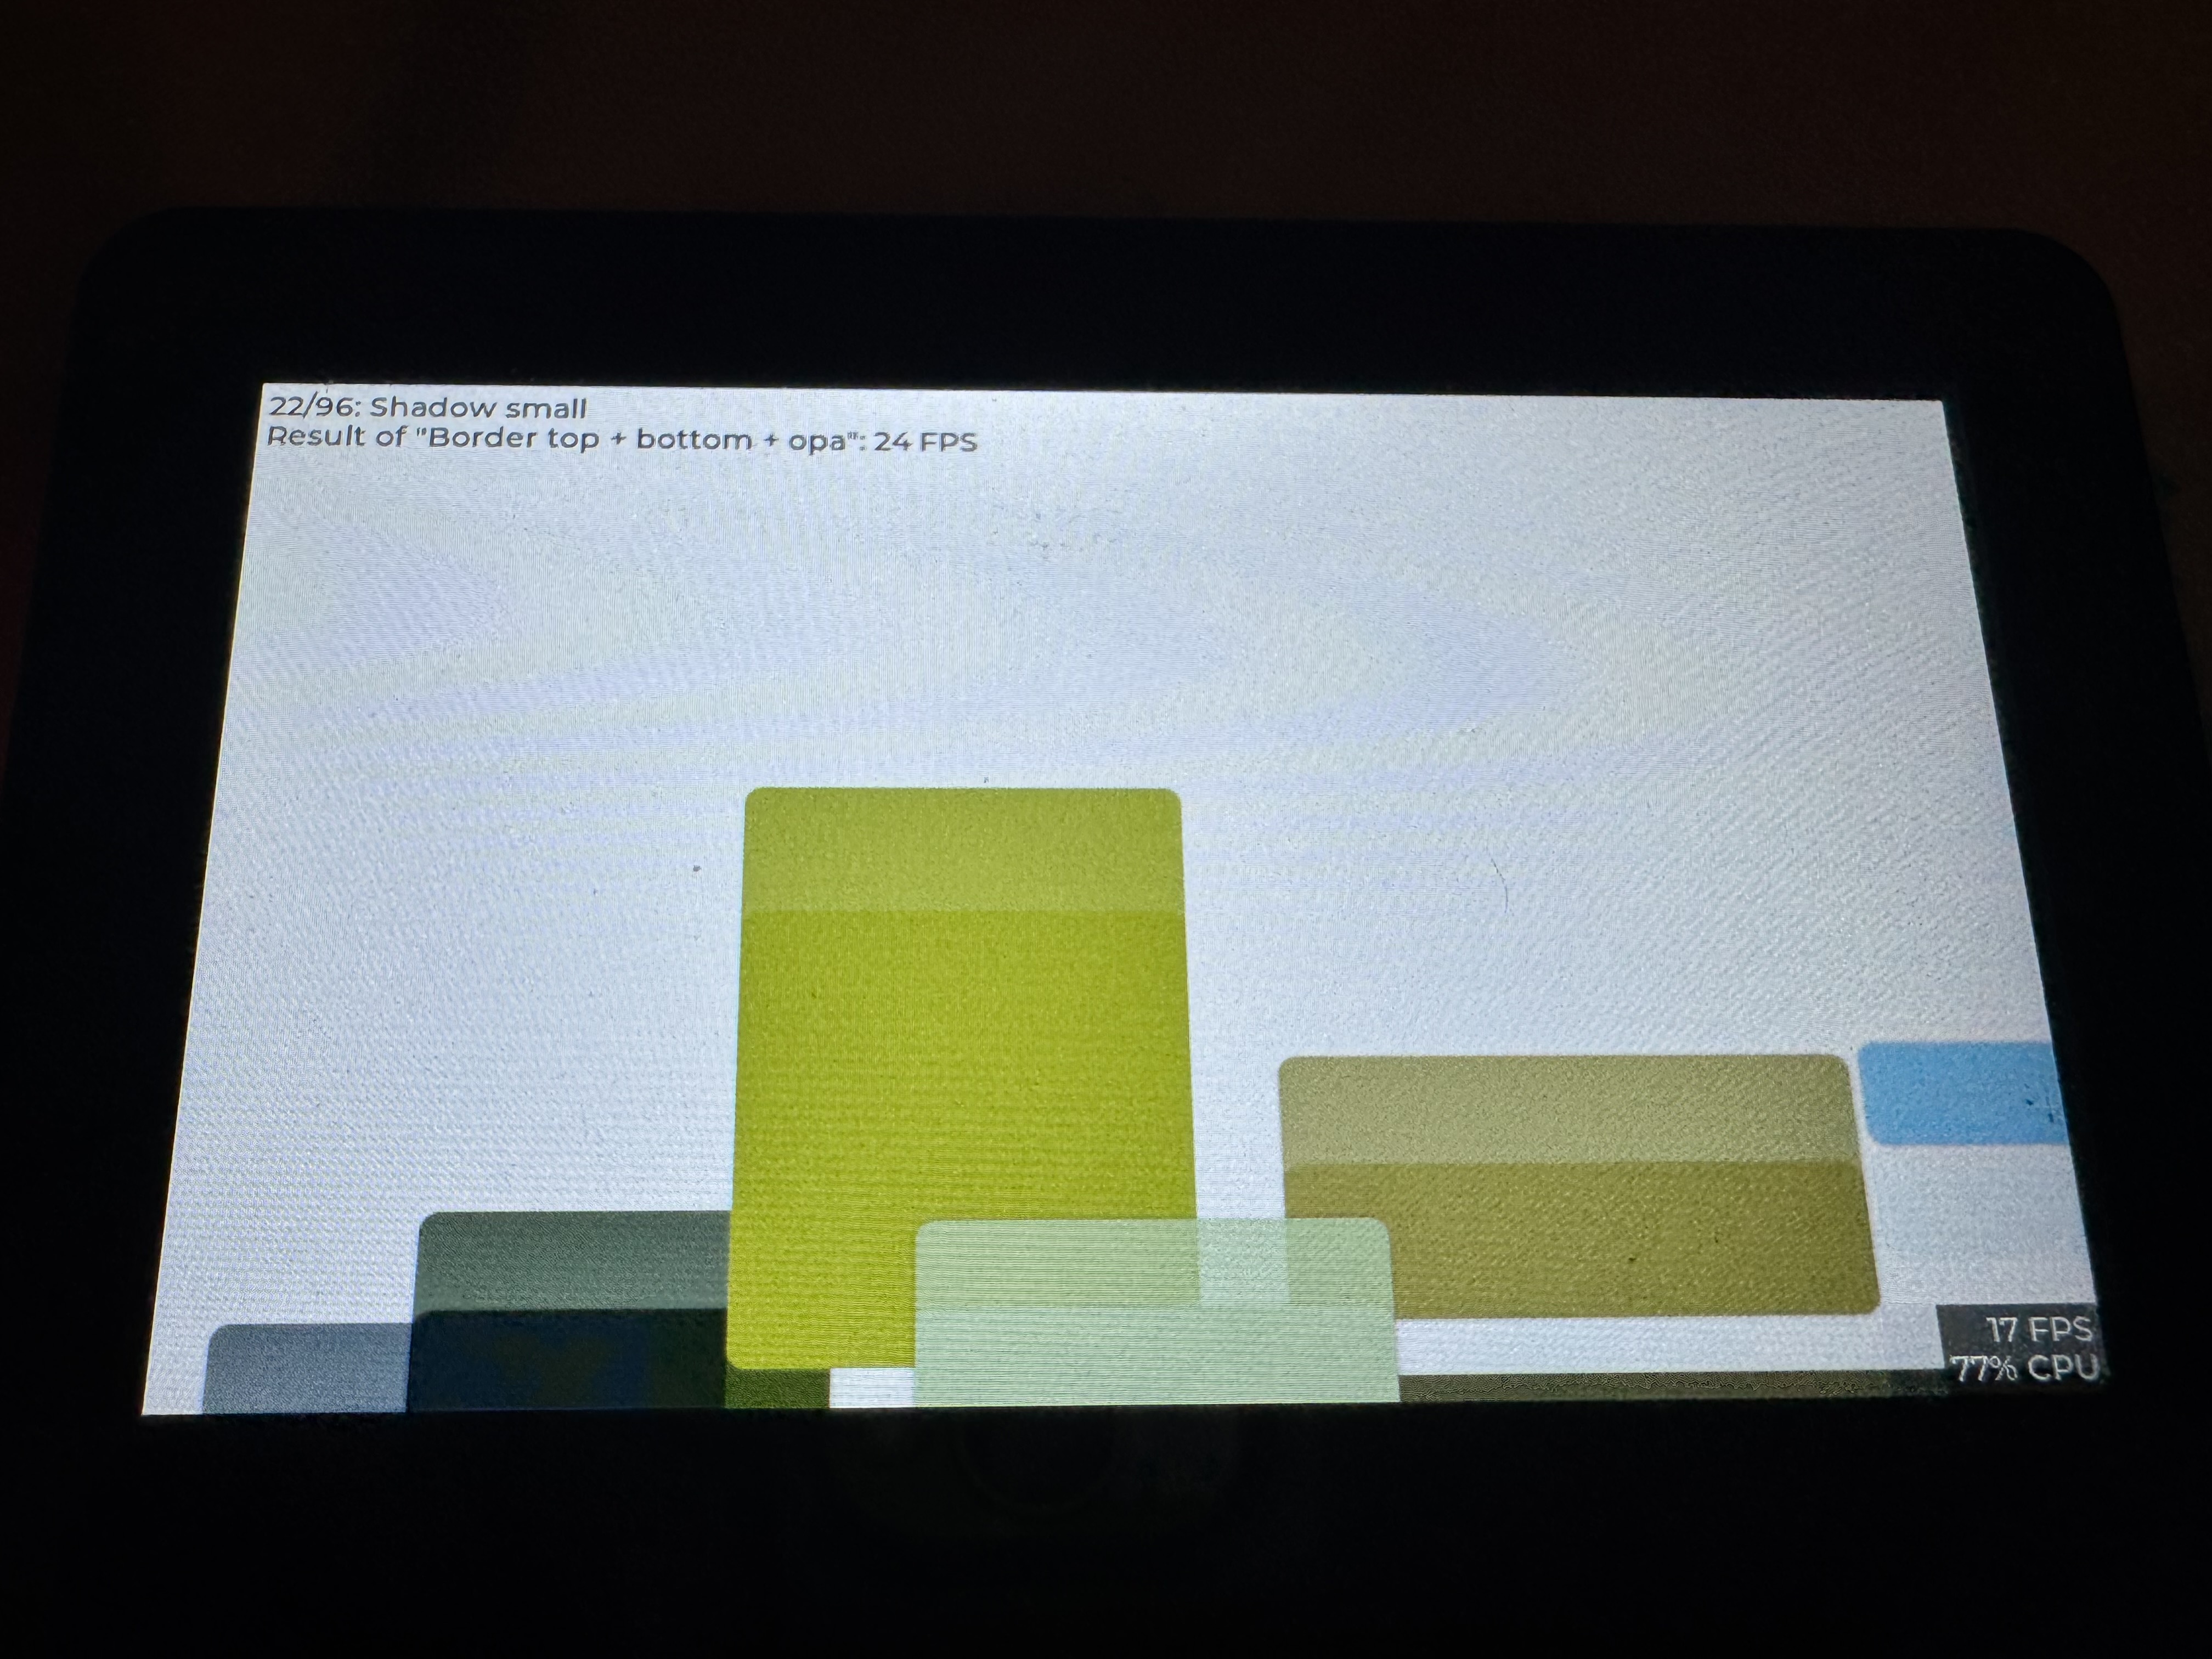 22/96: Shadow small
Result of "Border top + bottom + opa": 24 FPS
17 FPS
77% CPU